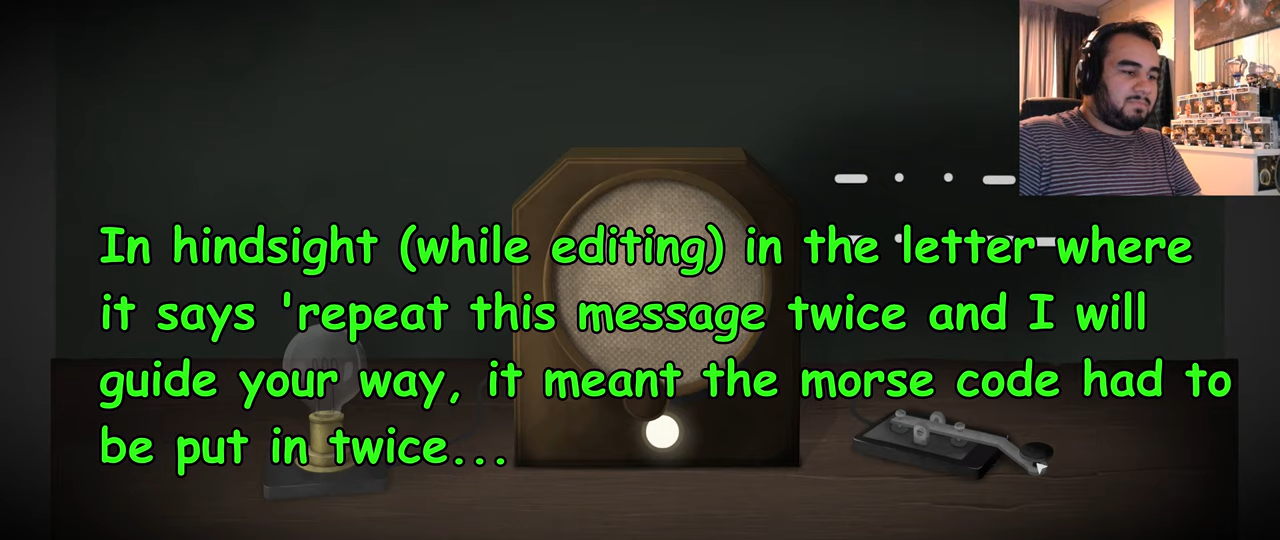 In hindsight (while editing) in the letter where
it says 'repeat this message twice and I will
guide your way, it meant the morse code had to
be put in twice...